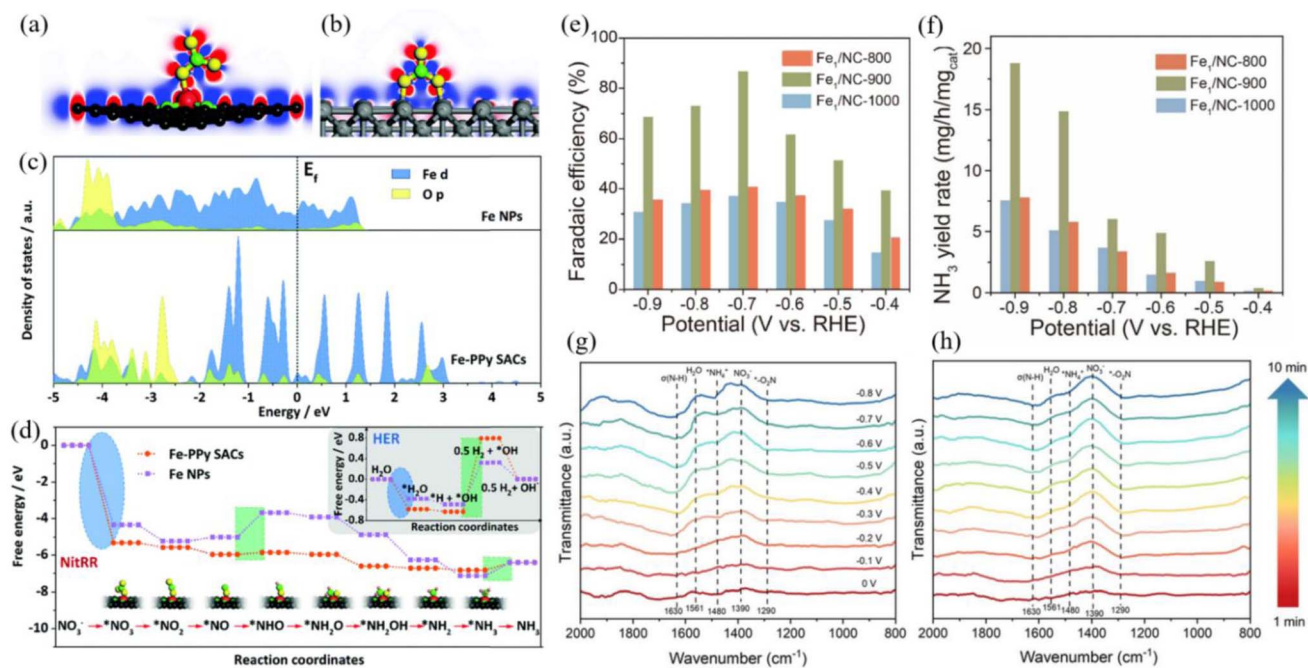 (a)
(b)
(c)
E_f
Fe d
O p
Fe NPs
Fe-PPy SACs
Density of states / a.u.
-5 -4 -3 -2 -1 0 1 2 3 4 5
Energy / eV
(d)
Fe-PPy SACs
Fe NPs
HER
Free energy / eV
0.8
0.4
0.0
-0.4
-0.8
H₂O
*H₂O
*H + *OH
0.5 H₂ + *OH
0.5 H₂+ OH⁻
Reaction coordinates
Free energy / eV
0
-2
-4
-6
-8
-10
NitRR
NO₃⁻ *NO₃ *NO₂ *NO *NHO *NH₂O *NH₂OH *NH₂ *NH₃ NH₃
Reaction coordinates
(e)
Faradaic efficiency (%)
100
80
60
40
20
0
Fe₁/NC-800
Fe₁/NC-900
Fe₁/NC-1000
-0.9 -0.8 -0.7 -0.6 -0.5 -0.4
Potential (V vs. RHE)
(f)
NH₃ yield rate (mg/h/mg_cat)
20
15
10
5
0
Fe₁/NC-800
Fe₁/NC-900
Fe₁/NC-1000
-0.9 -0.8 -0.7 -0.6 -0.5 -0.4
Potential (V vs. RHE)
(g)
σ(N-H) H₂O *NH₄⁺ NO₃⁻ *-O₂N
-0.8 V
-0.7 V
-0.6 V
-0.5 V
-0.4 V
-0.3 V
-0.2 V
-0.1 V
0 V
Transmittance (a.u.)
1630 1561 1480 1390 1290
2000 1800 1600 1400 1200 1000 800
Wavenumber (cm⁻¹)
(h)
σ(N-H) H₂O *NH₄⁺ NO₃⁻ *-O₂N
Transmittance (a.u.)
1630 1561 1480 1390 1290
2000 1800 1600 1400 1200 1000 800
Wavenumber (cm⁻¹)
10 min
1 min